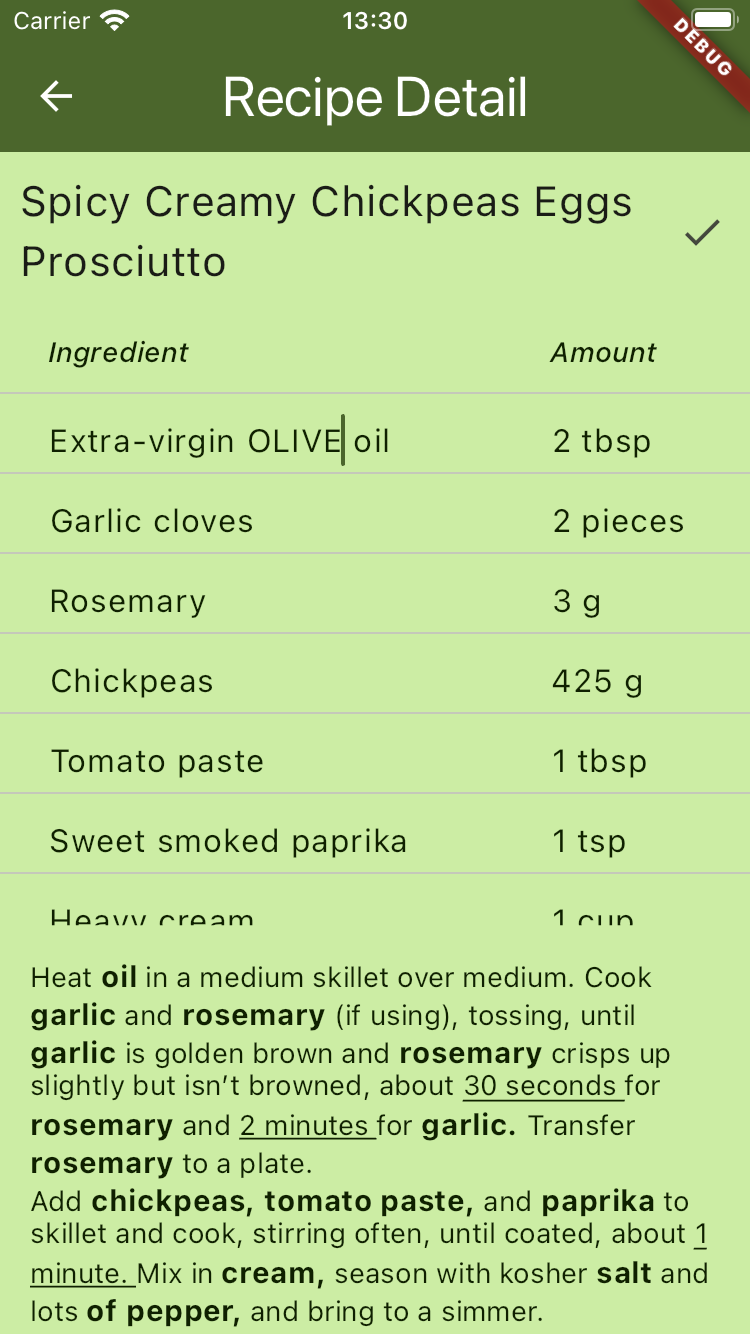 Carrier 13:30
DEBUG
Recipe Detail
Spicy Creamy Chickpeas Eggs
Prosciutto
Ingredient Amount
Extra-virgin OLIVE oil 2 tbsp
Garlic cloves 2 pieces
Rosemary 3 g
Chickpeas 425 g
Tomato paste 1 tbsp
Sweet smoked paprika 1 tsp
Heavy cream 1 cup
Heat oil in a medium skillet over medium. Cook
garlic and rosemary (if using), tossing, until
garlic is golden brown and rosemary crisps up
slightly but isn’t browned, about 30 seconds for
rosemary and 2 minutes for garlic. Transfer
rosemary to a plate.
Add chickpeas, tomato paste, and paprika to
skillet and cook, stirring often, until coated, about 1
minute. Mix in cream, season with kosher salt and
lots of pepper, and bring to a simmer.